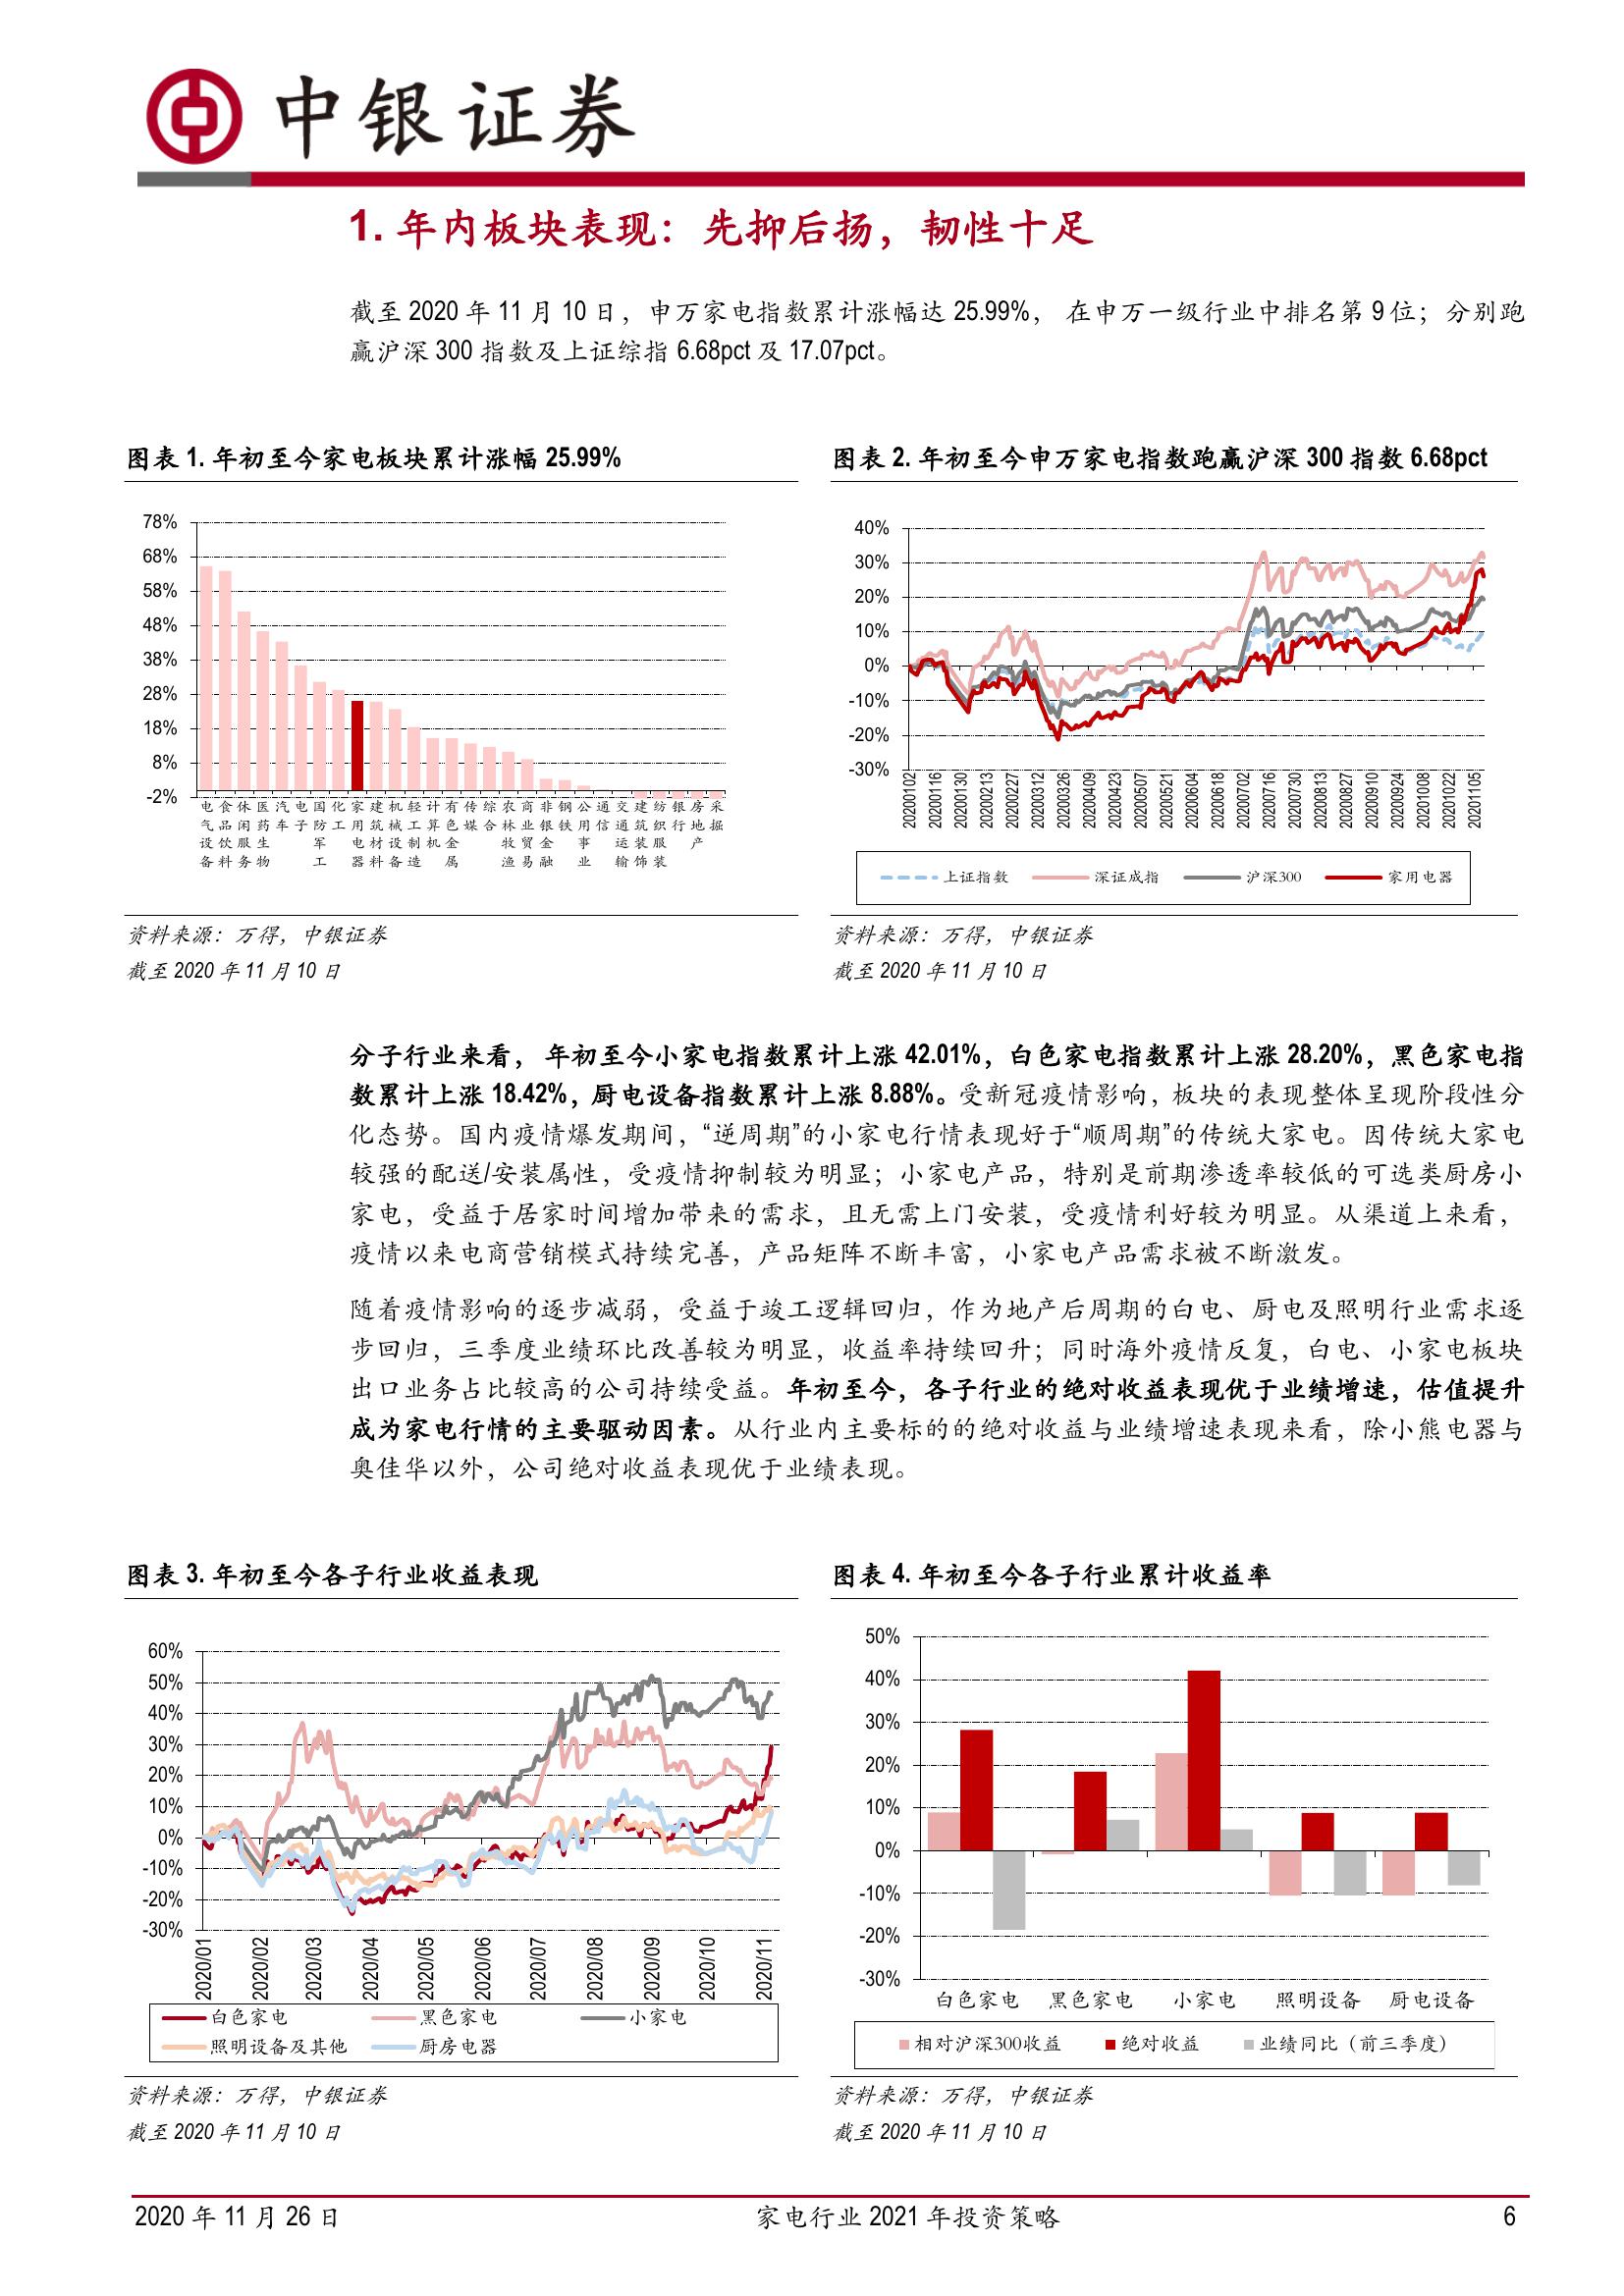 中银证券
1. 年内板块表现：先抑后扬，韧性十足
截至 2020 年 11 月 10 日，申万家电指数累计涨幅达 25.99%， 在申万一级行业中排名第 9 位；分别跑
赢沪深 300 指数及上证综指 6.68pct 及 17.07pct。
图表 1. 年初至今家电板块累计涨幅 25.99%
78%
68%
58%
48%
38%
28%
18%
8%
-2%
电气设备 食品饮料 休闲服务 医药生物 汽车 电子 国防军工 化工 家用电器 建筑材料 机械设备 轻工制造 计算机 有色金属 传媒 综合 农林牧渔 商业贸易 非银金融 钢铁 公用事业 通信 交通运输 建筑装饰 纺织服装 银行 房地产 采掘
资料来源：万得，中银证券
截至 2020 年 11 月 10 日
图表 2. 年初至今申万家电指数跑赢沪深 300 指数 6.68pct
40%
30%
20%
10%
0%
-10%
-20%
-30%
20200102 20200116 20200130 20200213 20200227 20200312 20200326 20200409 20200423 20200507 20200521 20200604 20200618 20200702 20200716 20200730 20200813 20200827 20200910 20200924 20201008 20201022 20201105
上证指数 深证成指 沪深300 家用电器
资料来源：万得，中银证券
截至 2020 年 11 月 10 日
分子行业来看， 年初至今小家电指数累计上涨 42.01%，白色家电指数累计上涨 28.20%，黑色家电指
数累计上涨 18.42%，厨电设备指数累计上涨 8.88%。受新冠疫情影响，板块的表现整体呈现阶段性分
化态势。国内疫情爆发期间，“逆周期”的小家电行情表现好于“顺周期”的传统大家电。因传统大家电
较强的配送/安装属性，受疫情抑制较为明显；小家电产品，特别是前期渗透率较低的可选类厨房小
家电，受益于居家时间增加带来的需求，且无需上门安装，受疫情利好较为明显。从渠道上来看，
疫情以来电商营销模式持续完善，产品矩阵不断丰富，小家电产品需求被不断激发。
随着疫情影响的逐步减弱，受益于竣工逻辑回归，作为地产后周期的白电、厨电及照明行业需求逐
步回归，三季度业绩环比改善较为明显，收益率持续回升；同时海外疫情反复，白电、小家电板块
出口业务占比较高的公司持续受益。年初至今，各子行业的绝对收益表现优于业绩增速，估值提升
成为家电行情的主要驱动因素。从行业内主要标的的绝对收益与业绩增速表现来看，除小熊电器与
奥佳华以外，公司绝对收益表现优于业绩表现。
图表 3. 年初至今各子行业收益表现
60%
50%
40%
30%
20%
10%
0%
-10%
-20%
-30%
2020/01 2020/02 2020/03 2020/04 2020/05 2020/06 2020/07 2020/08 2020/09 2020/10 2020/11
白色家电 黑色家电 小家电
照明设备及其他 厨房电器
资料来源：万得，中银证券
截至 2020 年 11 月 10 日
图表 4. 年初至今各子行业累计收益率
50%
40%
30%
20%
10%
0%
-10%
-20%
-30%
白色家电 黑色家电 小家电 照明设备 厨电设备
相对沪深300收益 绝对收益 业绩同比（前三季度）
资料来源：万得，中银证券
截至 2020 年 11 月 10 日
2020 年 11 月 26 日 家电行业 2021 年投资策略 6